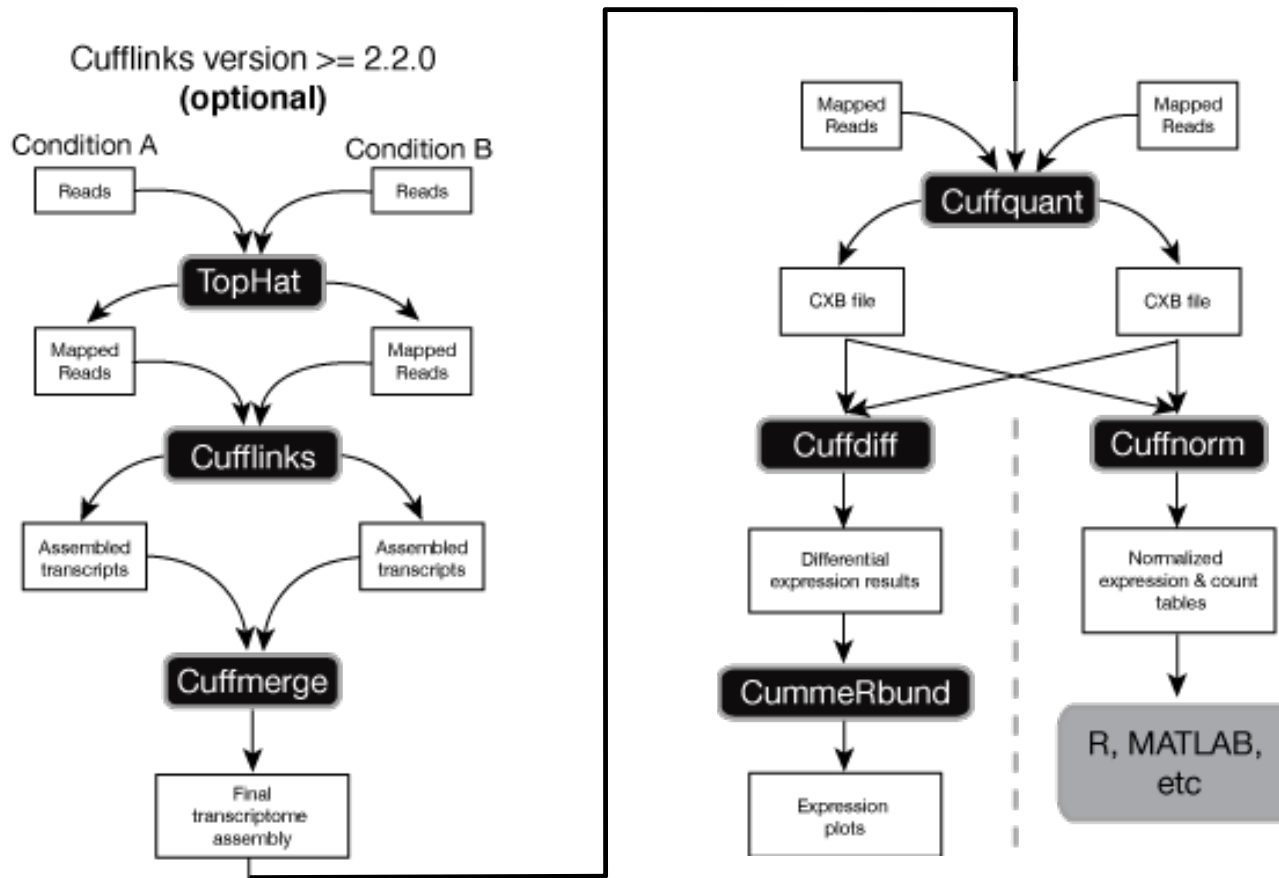 Cufflinks version >= 2.2.0
(optional)
Condition A
Condition B
Reads
Reads
TopHat
Mapped
Reads
Mapped
Reads
Cufflinks
Assembled
transcripts
Assembled
transcripts
Cuffmerge
Final
transcriptome
assembly
Mapped
Reads
Mapped
Reads
Cuffquant
CXB file
CXB file
Cuffdiff
Cuffnorm
Differential
expression results
Normalized
expression & count
tables
CummeRbund
R, MATLAB,
etc
Expression
plots